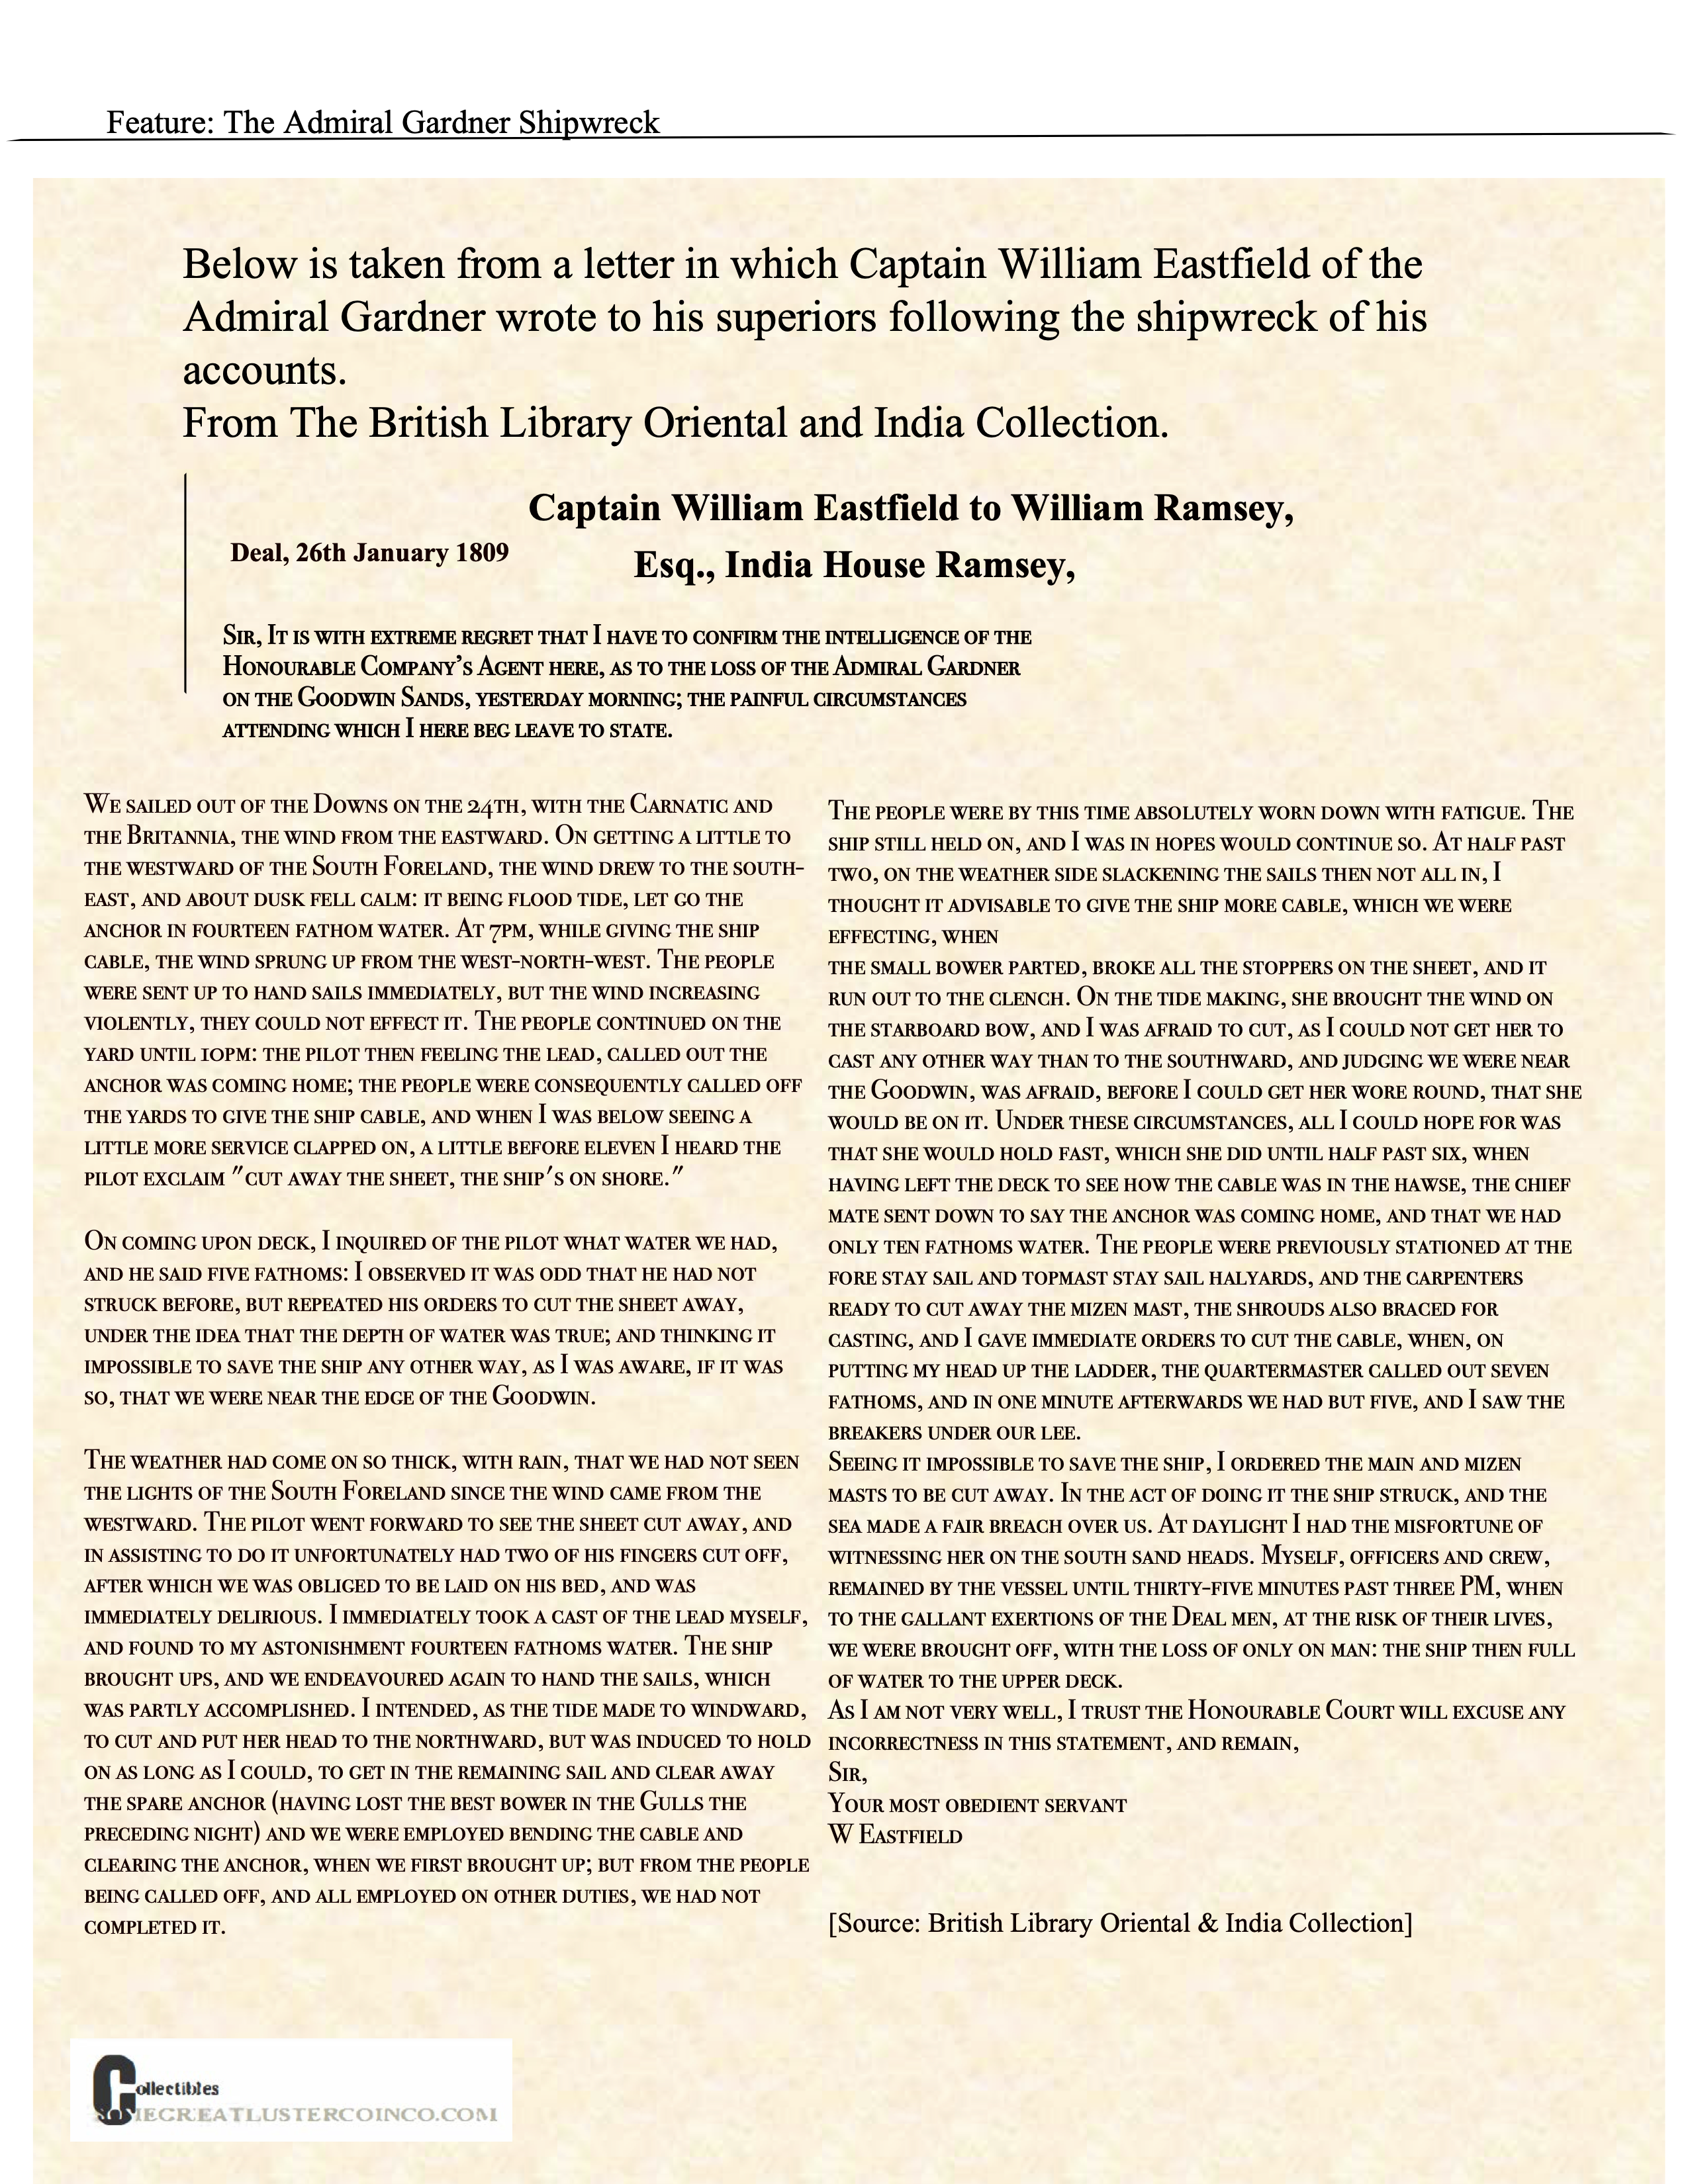 Feature: The Admiral Gardner Shipwreck
Below is taken from a letter in which Captain William Eastfield of the
Admiral Gardner wrote to his superiors following the shipwreck of his
accounts.
From The British Library Oriental and India Collection.
Captain William Eastfield to William Ramsey,
Deal, 26th January 1809
Esq., India House Ramsey,
Sir, It is with extreme regret that I have to confirm the intelligence of the
Honourable Company's Agent here, as to the loss of the Admiral Gardner
on the Goodwin Sands, yesterday morning; the painful circumstances
attending which I here beg leave to state.
We sailed out of the Downs on the 24th, with the Carnatic and
the Britannia, the wind from the eastward. On getting a little to
the westward of the South Foreland, the wind drew to the south-
east, and about dusk fell calm: it being flood tide, let go the
anchor in fourteen fathom water. At 7pm, while giving the ship
cable, the wind sprung up from the west-north-west. The people
were sent up to hand sails immediately, but the wind increasing
violently, they could not effect it. The people continued on the
yard until 10pm: the pilot then feeling the lead, called out the
anchor was coming home; the people were consequently called off
the yards to give the ship cable, and when I was below seeing a
little more service clapped on, a little before eleven I heard the
pilot exclaim "cut away the sheet, the ship's on shore."
On coming upon deck, I inquired of the pilot what water we had,
and he said five fathoms: I observed it was odd that he had not
struck before, but repeated his orders to cut the sheet away,
under the idea that the depth of water was true; and thinking it
impossible to save the ship any other way, as I was aware, if it was
so, that we were near the edge of the Goodwin.
The weather had come on so thick, with rain, that we had not seen
the lights of the South Foreland since the wind came from the
westward. The pilot went forward to see the sheet cut away, and
in assisting to do it unfortunately had two of his fingers cut off,
after which we was obliged to be laid on his bed, and was
immediately delirious. I immediately took a cast of the lead myself,
and found to my astonishment fourteen fathoms water. The ship
brought ups, and we endeavoured again to hand the sails, which
was partly accomplished. I intended, as the tide made to windward,
to cut and put her head to the northward, but was induced to hold
on as long as I could, to get in the remaining sail and clear away
the spare anchor (having lost the best bower in the Gulls the
preceding night) and we were employed bending the cable and
clearing the anchor, when we first brought up; but from the people
being called off, and all employed on other duties, we had not
completed it.
The people were by this time absolutely worn down with fatigue. The
ship still held on, and I was in hopes would continue so. At half past
two, on the weather side slackening the sails then not all in, I
thought it advisable to give the ship more cable, which we were
effecting, when
the small bower parted, broke all the stoppers on the sheet, and it
run out to the clench. On the tide making, she brought the wind on
the starboard bow, and I was afraid to cut, as I could not get her to
cast any other way than to the southward, and judging we were near
the Goodwin, was afraid, before I could get her wore round, that she
would be on it. Under these circumstances, all I could hope for was
that she would hold fast, which she did until half past six, when
having left the deck to see how the cable was in the hawse, the chief
mate sent down to say the anchor was coming home, and that we had
only ten fathoms water. The people were previously stationed at the
fore stay sail and topmast stay sail halyards, and the carpenters
ready to cut away the mizen mast, the shrouds also braced for
casting, and I gave immediate orders to cut the cable, when, on
putting my head up the ladder, the quartermaster called out seven
fathoms, and in one minute afterwards we had but five, and I saw the
breakers under our lee.
Seeing it impossible to save the ship, I ordered the main and mizen
masts to be cut away. In the act of doing it the ship struck, and the
sea made a fair breach over us. At daylight I had the misfortune of
witnessing her on the south sand heads. Myself, officers and crew,
remained by the vessel until thirty-five minutes past three PM, when
to the gallant exertions of the Deal men, at the risk of their lives,
we were brought off, with the loss of only on man: the ship then full
of water to the upper deck.
As I am not very well, I trust the Honourable Court will excuse any
incorrectness in this statement, and remain,
Sir,
Your most obedient servant
W Eastfield
[Source: British Library Oriental & India Collection]
Collectibles
SOMECREATLUSTERCOINCO.COM